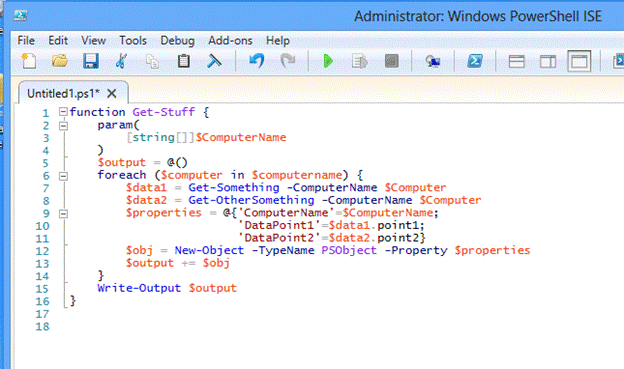 Administrator: Windows PowerShell ISE
File Edit View Tools Debug Add-ons Help
Untitled1.ps1* X
1 function Get-Stuff {
2 param(
3 [string[]]$ComputerName
4 )
5 $output = @()
6 foreach ($computer in $computername) {
7 $data1 = Get-Something -ComputerName $Computer
8 $data2 = Get-OtherSomething -ComputerName $Computer
9 $properties = @{'ComputerName'=$ComputerName;
10 'DataPoint1'=$data1.point1;
11 'DataPoint2'=$data2.point2}
12 $obj = New-Object -TypeName PSObject -Property $properties
13 $output += $obj
14 }
15 Write-Output $output
16 }
17
18